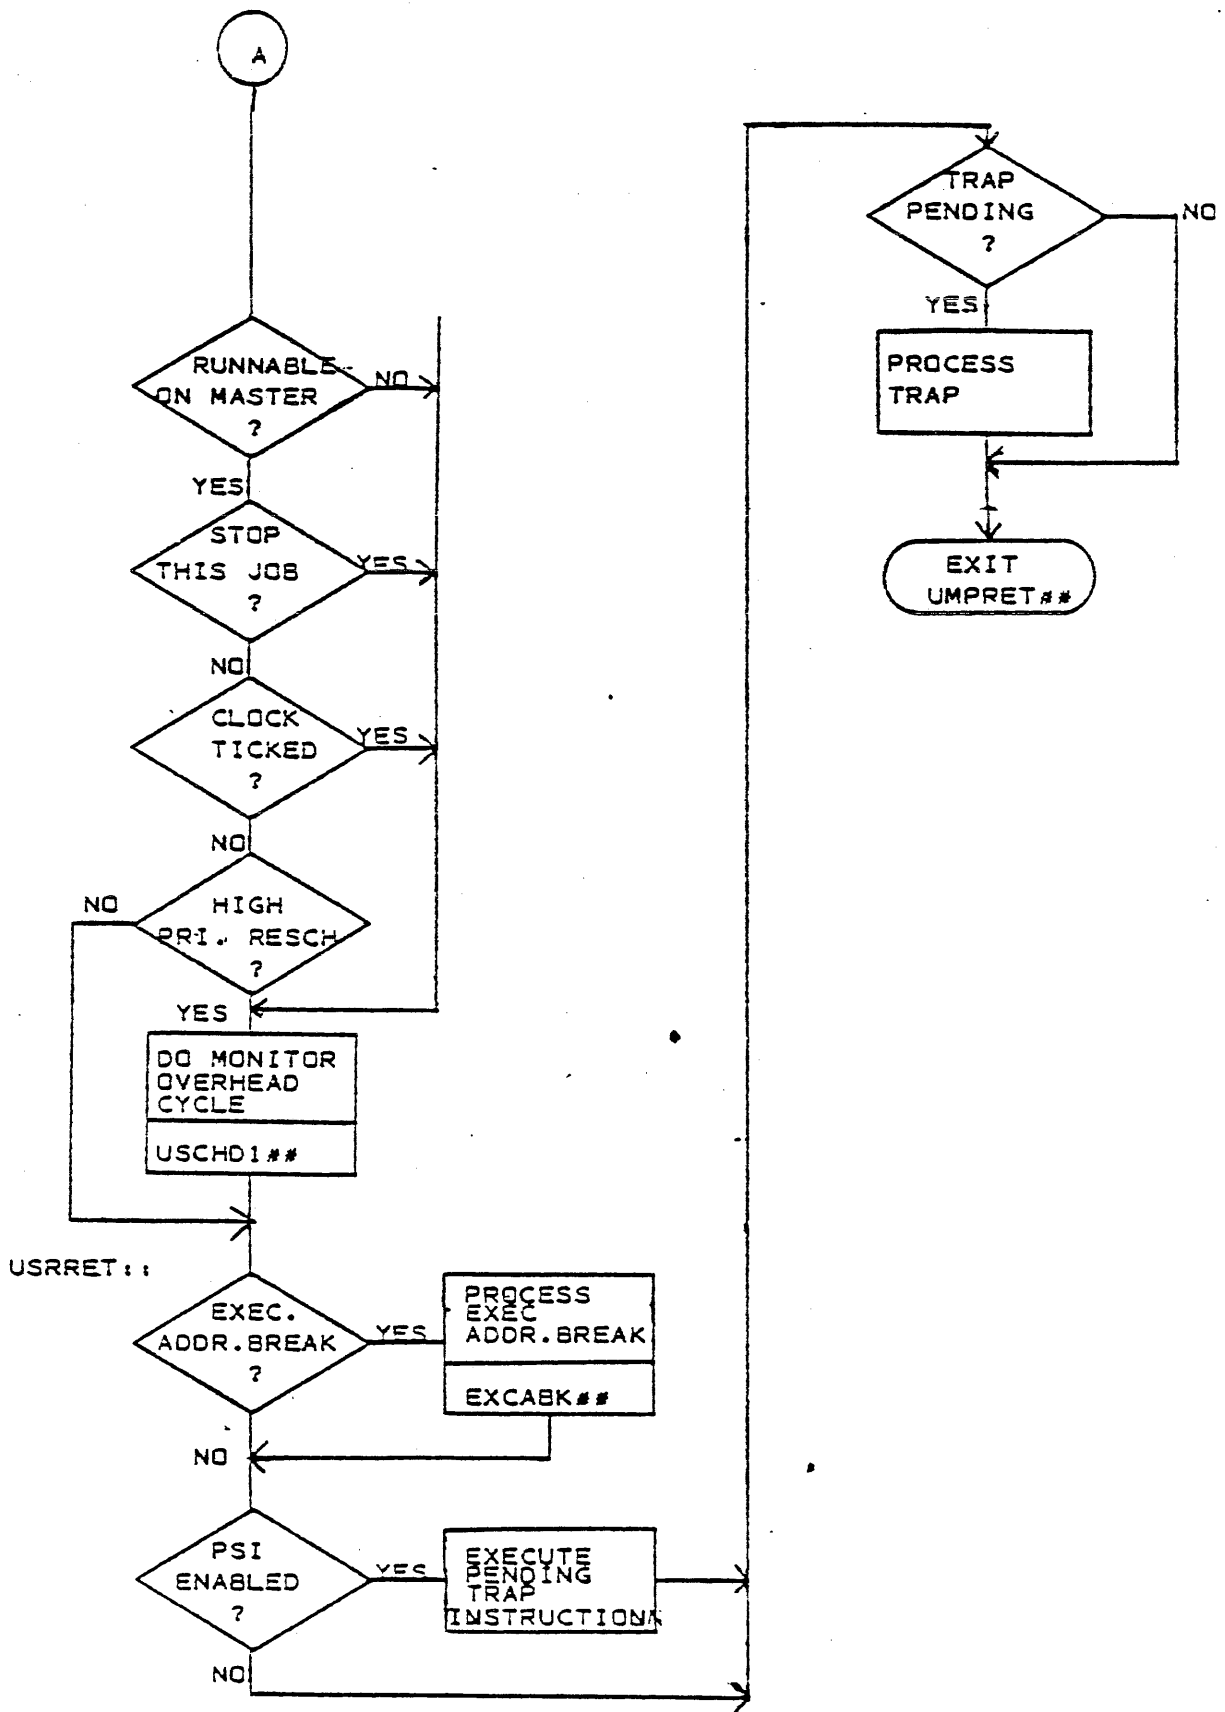 A
RUNNABLE
ON MASTER
?
NO
YES
STOP
THIS JOB
?
YES
NO
CLOCK
TICKED
?
YES
NO
HIGH
PRI. RESCH
?
NO
YES
DO MONITOR
OVERHEAD
CYCLE
USCHD1##
USRRET::
EXEC.
ADDR.BREAK
?
YES
PROCESS
EXEC
ADDR.BREAK
EXCABK##
NO
PSI
ENABLED
?
YES
EXECUTE
PENDING
TRAP
INSTRUCTION
NO
TRAP
PENDING
?
NO
YES
PROCESS
TRAP
EXIT
UMPRET##